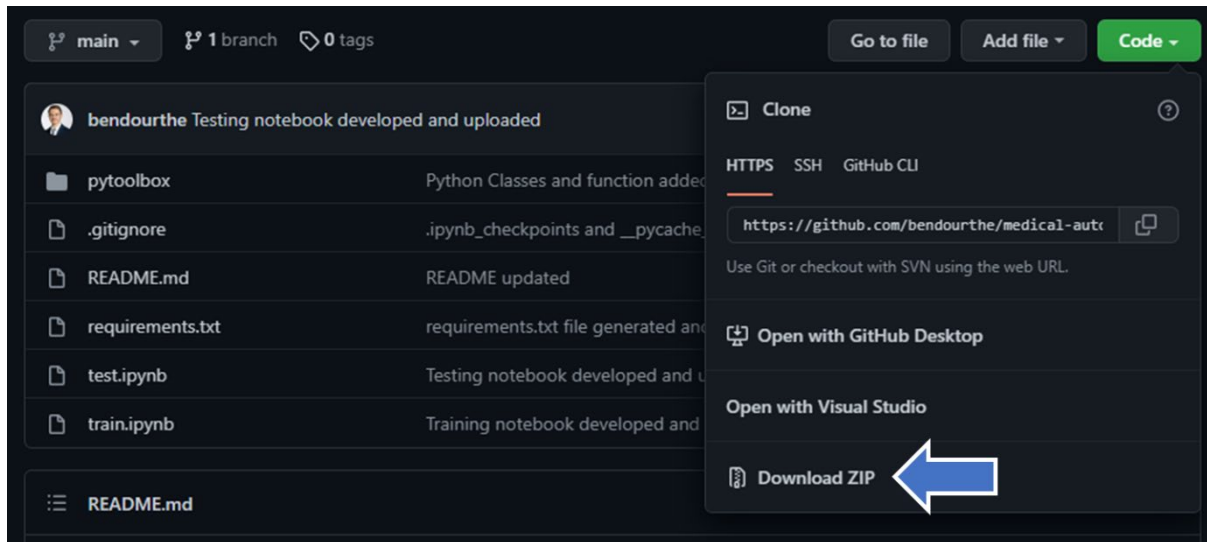 main 1 branch 0 tags Go to file Add file Code
bendourthe Testing notebook developed and uploaded
pytoolbox Python Classes and function added
.gitignore .ipynb_checkpoints and __pycache_
README.md README updated
requirements.txt requirements.txt file generated and
test.ipynb Testing notebook developed and u
train.ipynb Training notebook developed and
README.md
Clone
HTTPS SSH GitHub CLI
https://github.com/bendourthe/medical-auto
Use Git or checkout with SVN using the web URL.
Open with GitHub Desktop
Open with Visual Studio
Download ZIP